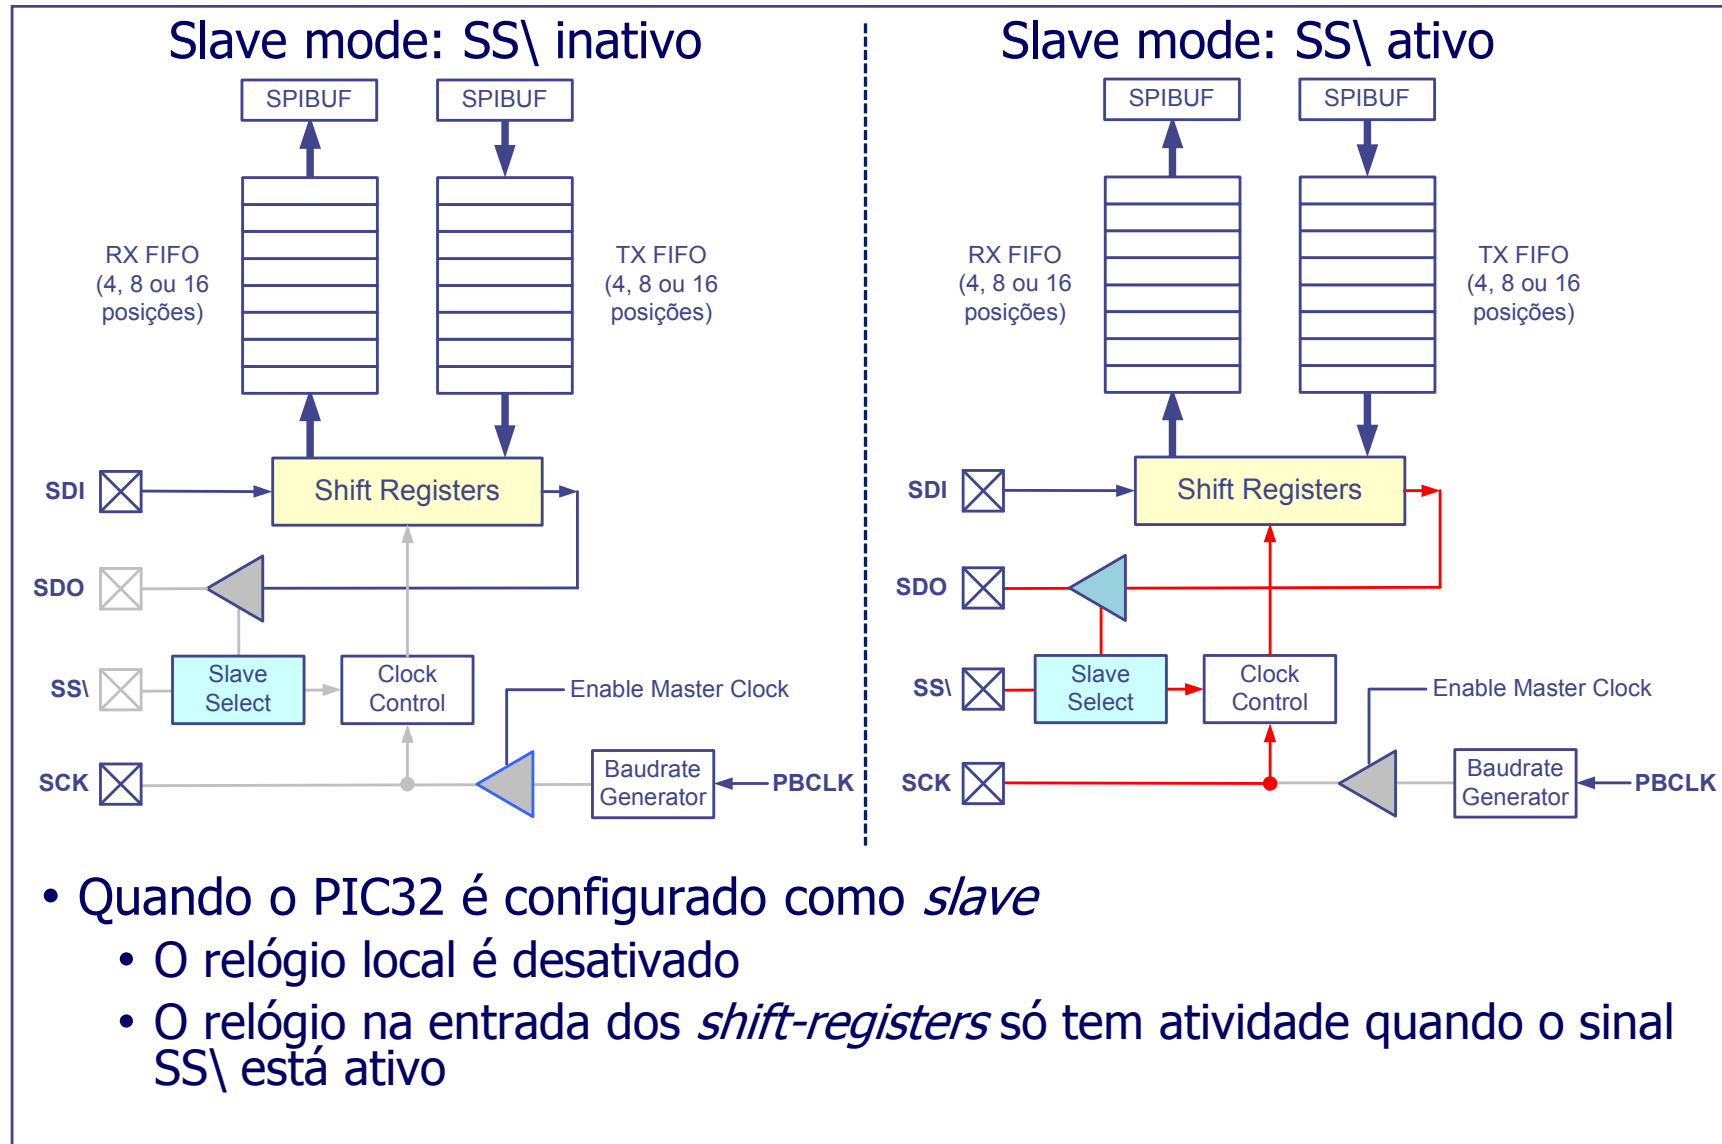 Slave mode: SS\ inativo
SPIBUF
SPIBUF
RX FIFO
(4, 8 ou 16
posições)
TX FIFO
(4, 8 ou 16
posições)
SDI
Shift Registers
SDO
SS\
Slave
Select
Clock
Control
Enable Master Clock
SCK
Baudrate
Generator
PBCLK
Slave mode: SS\ ativo
SPIBUF
SPIBUF
RX FIFO
(4, 8 ou 16
posições)
TX FIFO
(4, 8 ou 16
posições)
SDI
Shift Registers
SDO
SS\
Slave
Select
Clock
Control
Enable Master Clock
SCK
Baudrate
Generator
PBCLK
• Quando o PIC32 é configurado como slave
• O relógio local é desativado
• O relógio na entrada dos shift-registers só tem atividade quando o sinal
SS\ está ativo